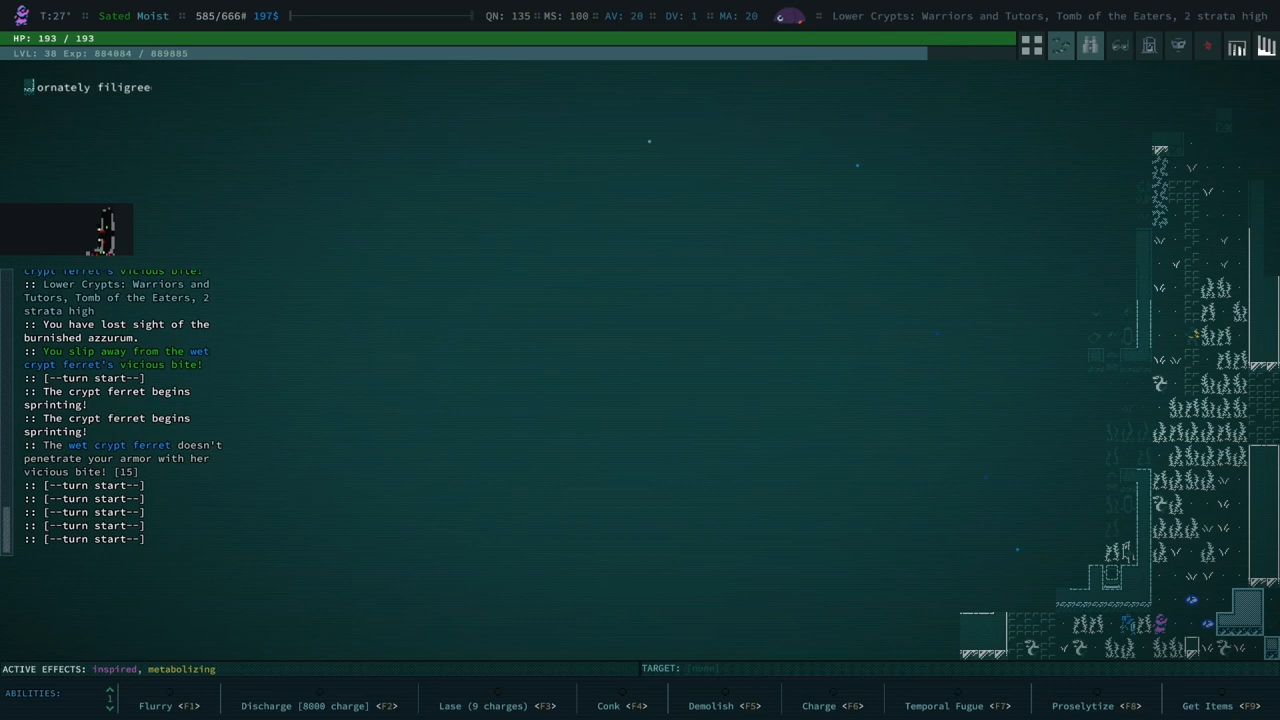 T:27° :: Sated Moist :: 585/666# 197$ QN: 135 :: MS: 100 :: AV: 20 :: DV: 1 :: MA: 20 :: Lower Crypts: Warriors and Tutors, Tomb of the Eaters, 2 strata high
HP: 193 / 193
LVL: 38 Exp: 884084 / 889885
ornately filigree
crypt ferret's vicious bite!
:: Lower Crypts: Warriors and
Tutors, Tomb of the Eaters, 2
strata high
:: You have lost sight of the
burnished azzurum.
:: You slip away from the wet
crypt ferret's vicious bite!
:: [--turn start--]
:: The crypt ferret begins
sprinting!
:: The crypt ferret begins
sprinting!
:: The wet crypt ferret doesn't
penetrate your armor with her
vicious bite! [15]
:: [--turn start--]
:: [--turn start--]
:: [--turn start--]
:: [--turn start--]
:: [--turn start--]
ACTIVE EFFECTS: inspired, metabolizing
TARGET: [none]
ABILITIES: 1 Flurry <F1> Discharge [8000 charge] <F2> Lase (9 charges) <F3> Conk <F4> Demolish <F5> Charge <F6> Temporal Fugue <F7> Proselytize <F8> Get Items <F9>